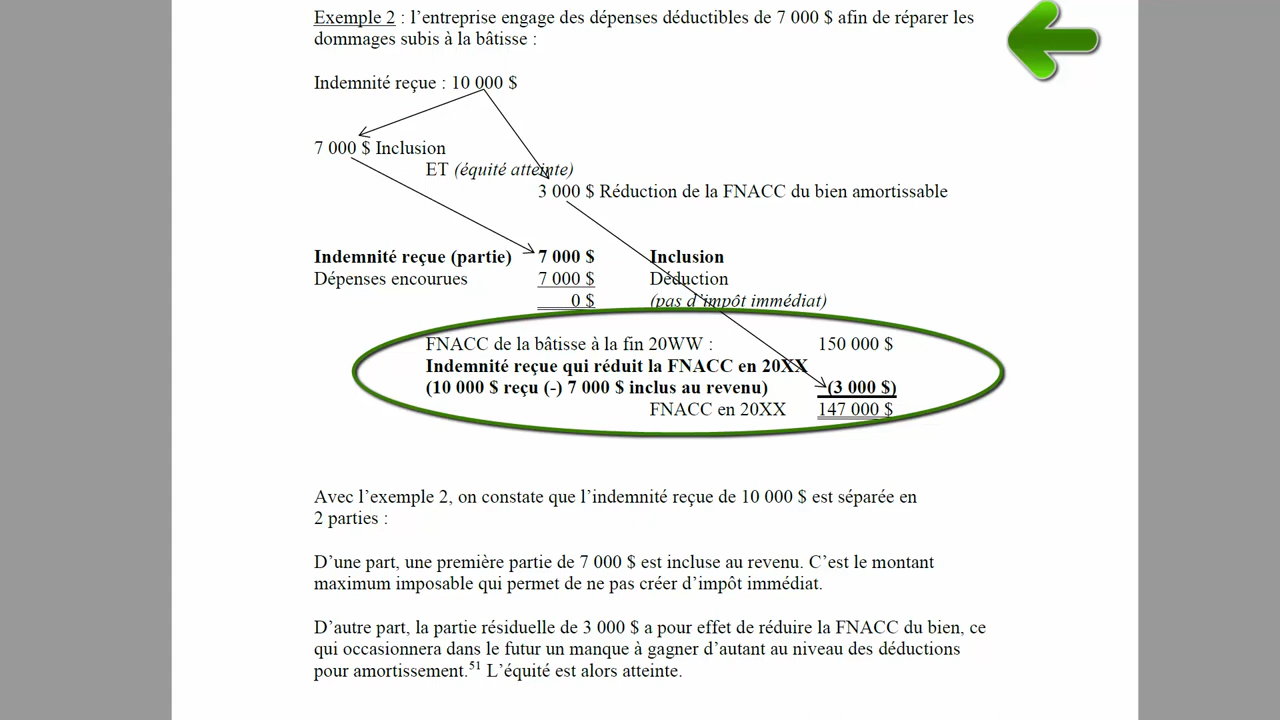 Exemple 2 : l’entreprise engage des dépenses déductibles de 7 000 $ afin de réparer les
dommages subis à la bâtisse :
Indemnité reçue : 10 000 $
7 000 $ Inclusion
ET (équité atteinte)
3 000 $ Réduction de la FNACC du bien amortissable
Indemnité reçue (partie) 7 000 $ Inclusion
Dépenses encourues 7 000 $ Déduction
0 $ (pas d’impôt immédiat)
FNACC de la bâtisse à la fin 20WW : 150 000 $
Indemnité reçue qui réduit la FNACC en 20XX
(10 000 $ reçu (-) 7 000 $ inclus au revenu) (3 000 $)
FNACC en 20XX 147 000 $
Avec l’exemple 2, on constate que l’indemnité reçue de 10 000 $ est séparée en
2 parties :
D’une part, une première partie de 7 000 $ est incluse au revenu. C’est le montant
maximum imposable qui permet de ne pas créer d’impôt immédiat.
D’autre part, la partie résiduelle de 3 000 $ a pour effet de réduire la FNACC du bien, ce
qui occasionnera dans le futur un manque à gagner d’autant au niveau des déductions
pour amortissement.51 L’équité est alors atteinte.